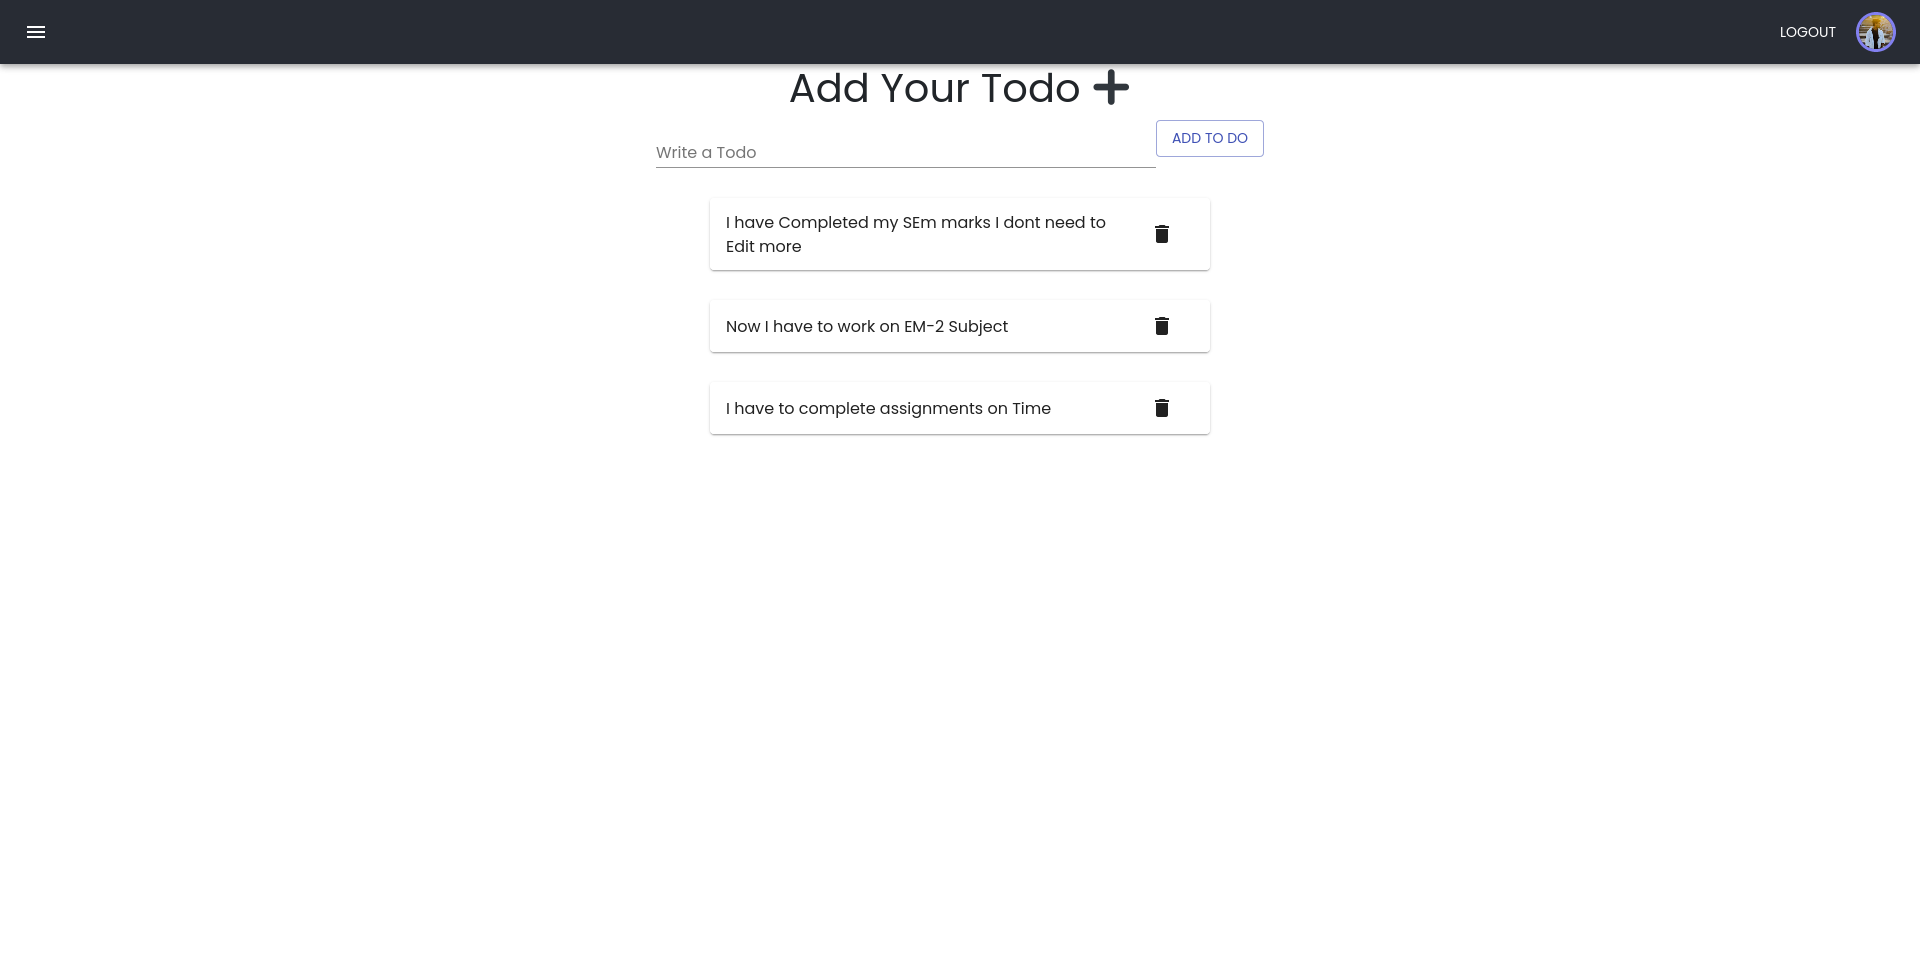 LOGOUT
Add Your Todo
Write a Todo
ADD TO DO
I have Completed my SEm marks I dont need to
Edit more
Now I have to work on EM-2 Subject
I have to complete assignments on Time